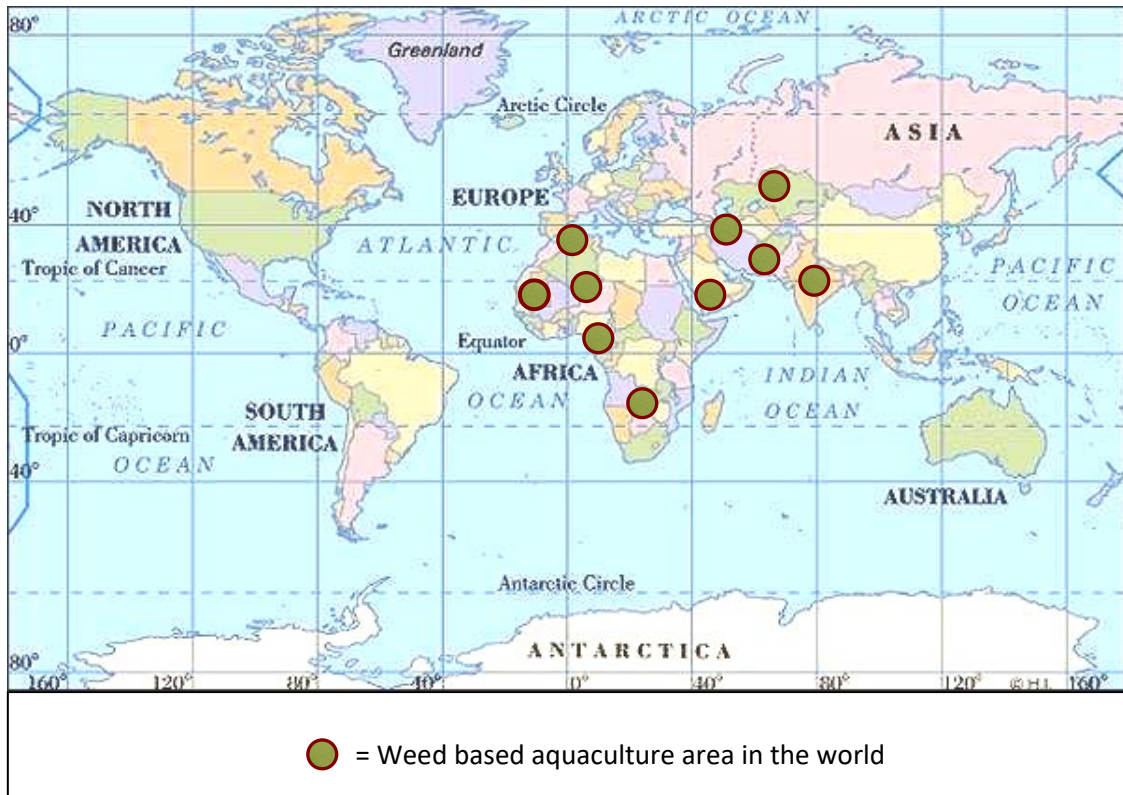 80°
ARCTIC OCEAN
Greenland
Arctic Circle
ASIA
EUROPE
NORTH
AMERICA
40°
ATLANTIC
Tropic of Cancer
PACIFIC
OCEAN
PACIFIC
Equator
0°
AFRICA
OCEAN
INDIAN
OCEAN
SOUTH
AMERICA
Tropic of Capricorn
OCEAN
40°
AUSTRALIA
Antarctic Circle
ANTARCTICA
80°
160° 120° 80° 40° 0° 40° 80° 120° © H.I. 160°
= Weed based aquaculture area in the world